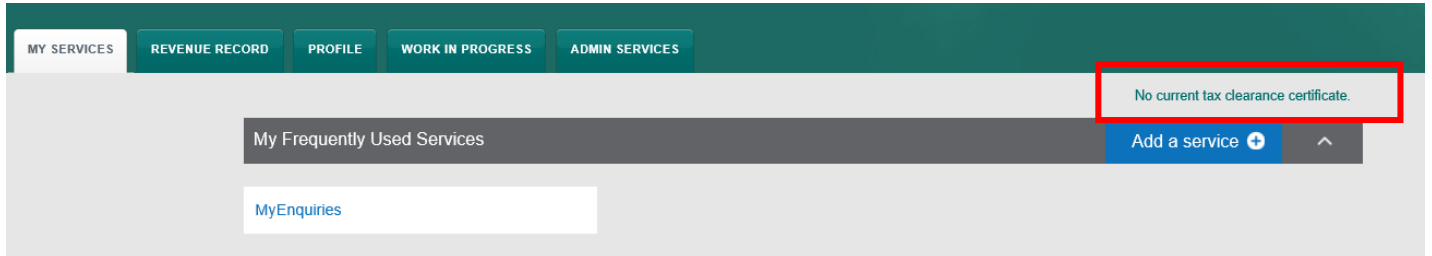 MY SERVICES REVENUE RECORD PROFILE WORK IN PROGRESS ADMIN SERVICES
No current tax clearance certificate.
My Frequently Used Services Add a service
MyEnquiries